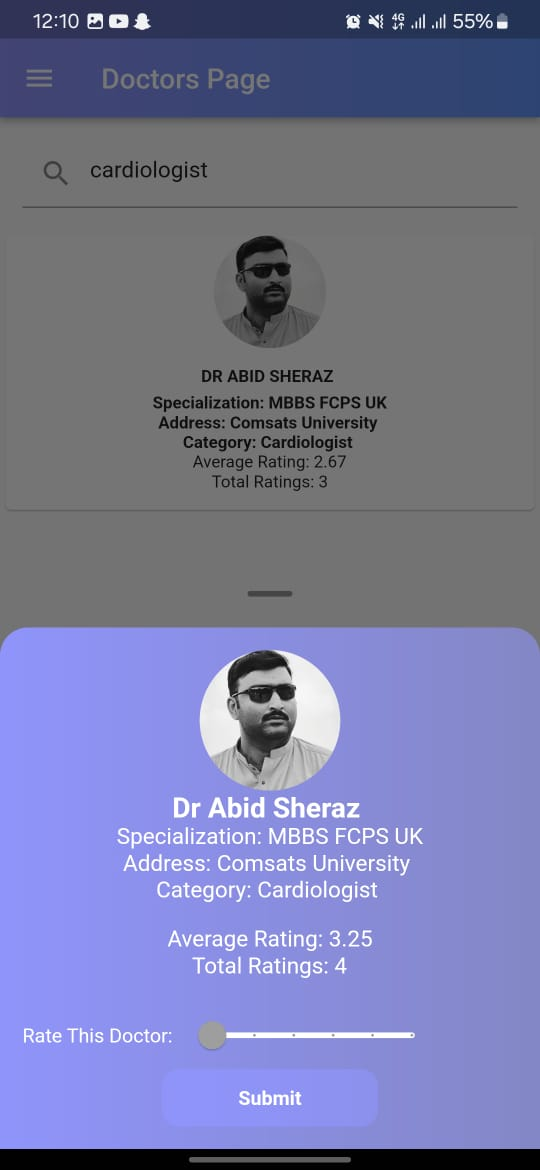 12:10
4G
55%
Doctors Page
cardiologist
DR ABID SHERAZ
Specialization: MBBS FCPS UK
Address: Comsats University
Category: Cardiologist
Average Rating: 2.67
Total Ratings: 3
Dr Abid Sheraz
Specialization: MBBS FCPS UK
Address: Comsats University
Category: Cardiologist
Average Rating: 3.25
Total Ratings: 4
Rate This Doctor:
Submit